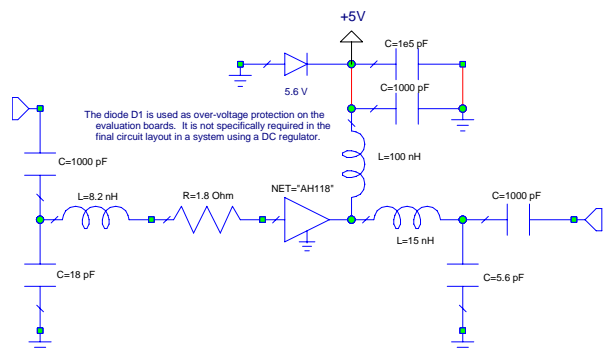 +5V
C=1e5 pF
5.6 V
C=1000 pF
The diode D1 is used as over-voltage protection on the
evaluation boards.  It is not specifically required in the
final circuit layout in a system using a DC regulator.
C=1000 pF
L=100 nH
L=8.2 nH
R=1.8 Ohm
NET="AH118"
C=1000 pF
L=15 nH
C=18 pF
C=5.6 pF